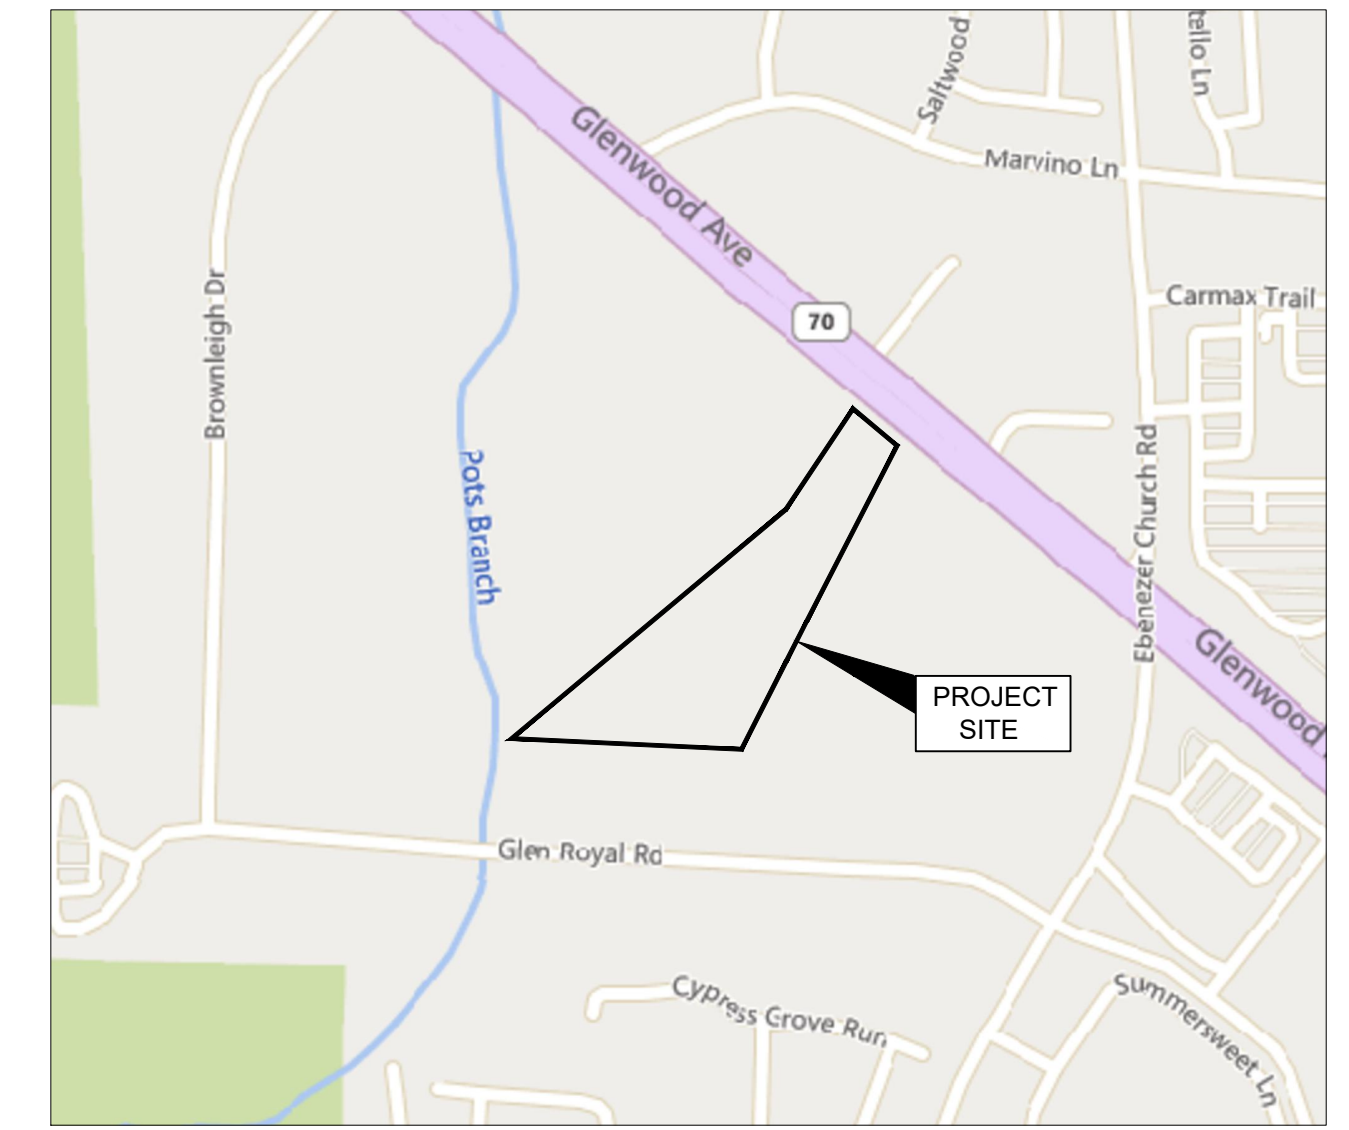 Saltwood
tello Ln
Glenwood Ave
Marvino Ln
Carmax Trail
70
Brownleigh Dr
Pots Branch
Ebenezer Church Rd
Glenwood
PROJECT
SITE
Glen Royal Rd
Cypress Grove Run
Summersweet Ln